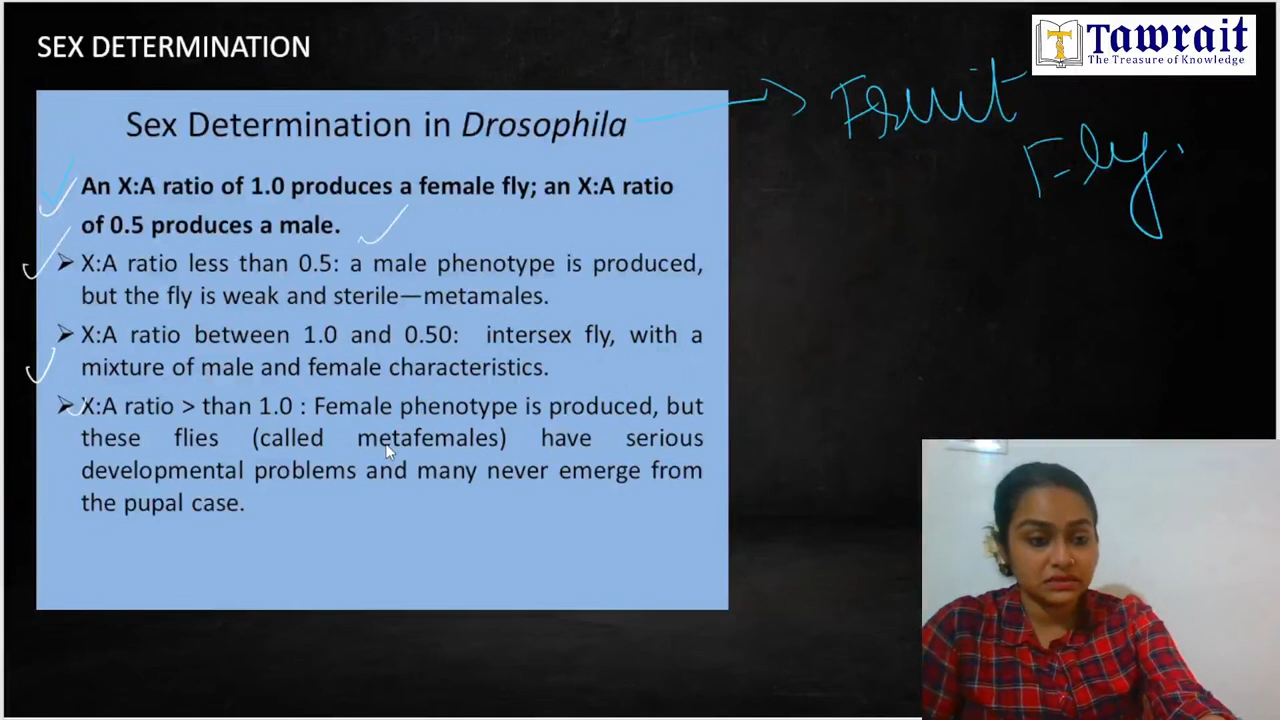 SEX DETERMINATION
Tawrait
The Treasure of Knowledge
Sex Determination in Drosophila
Fruit
Fly.
An X:A ratio of 1.0 produces a female fly; an X:A ratio
of 0.5 produces a male.
➢ X:A ratio less than 0.5: a male phenotype is produced,
but the fly is weak and sterile—metamales.
➢ X:A ratio between 1.0 and 0.50: intersex fly, with a
mixture of male and female characteristics.
➢ X:A ratio > than 1.0 : Female phenotype is produced, but
these flies (called metafemales) have serious
developmental problems and many never emerge from
the pupal case.